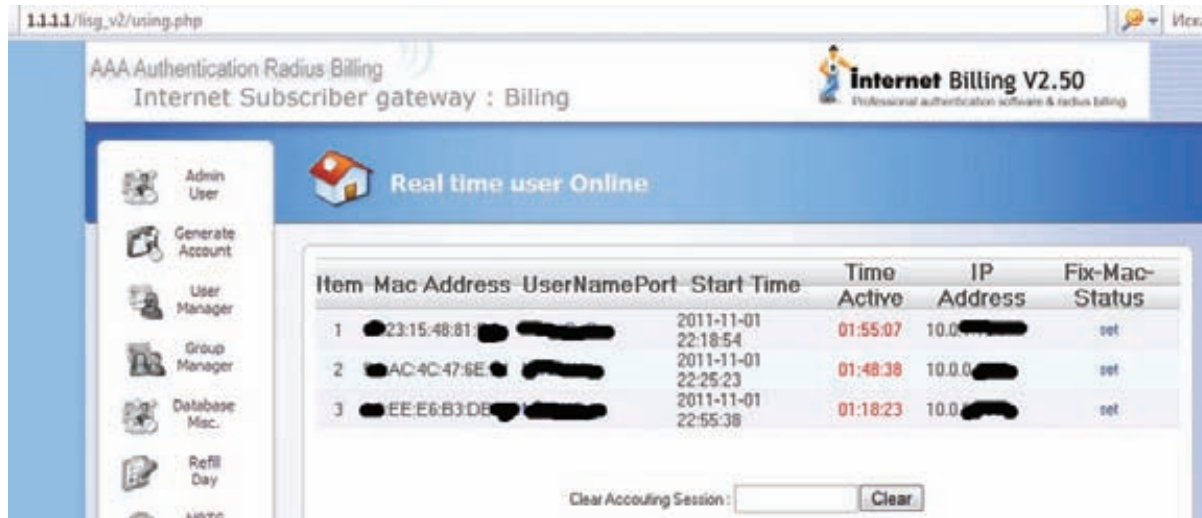 1.1.1.1/lisg_v2/using.php
AAA Authentication Radius Billing
Internet Subscriber gateway : Biling
internet Billing V2.50
Professional authentication software & radius billing
Admin
User
Generate
Account
User
Manager
Group
Manager
Database
Misc.
Refill
Day
Real time user Online
Item Mac Address UserName Port Start Time Time Active IP Address Fix-Mac-Status
1 23:15:48:81: 2011-11-01 22:18:54 01:55:07 10.0. set
2 AC:4C:47:6E: 2011-11-01 22:25:23 01:48:38 10.0.0. set
3 :EE:E6:B3:DE 2011-11-01 22:55:38 01:18:23 10.0. set
Clear Accouting Session : Clear